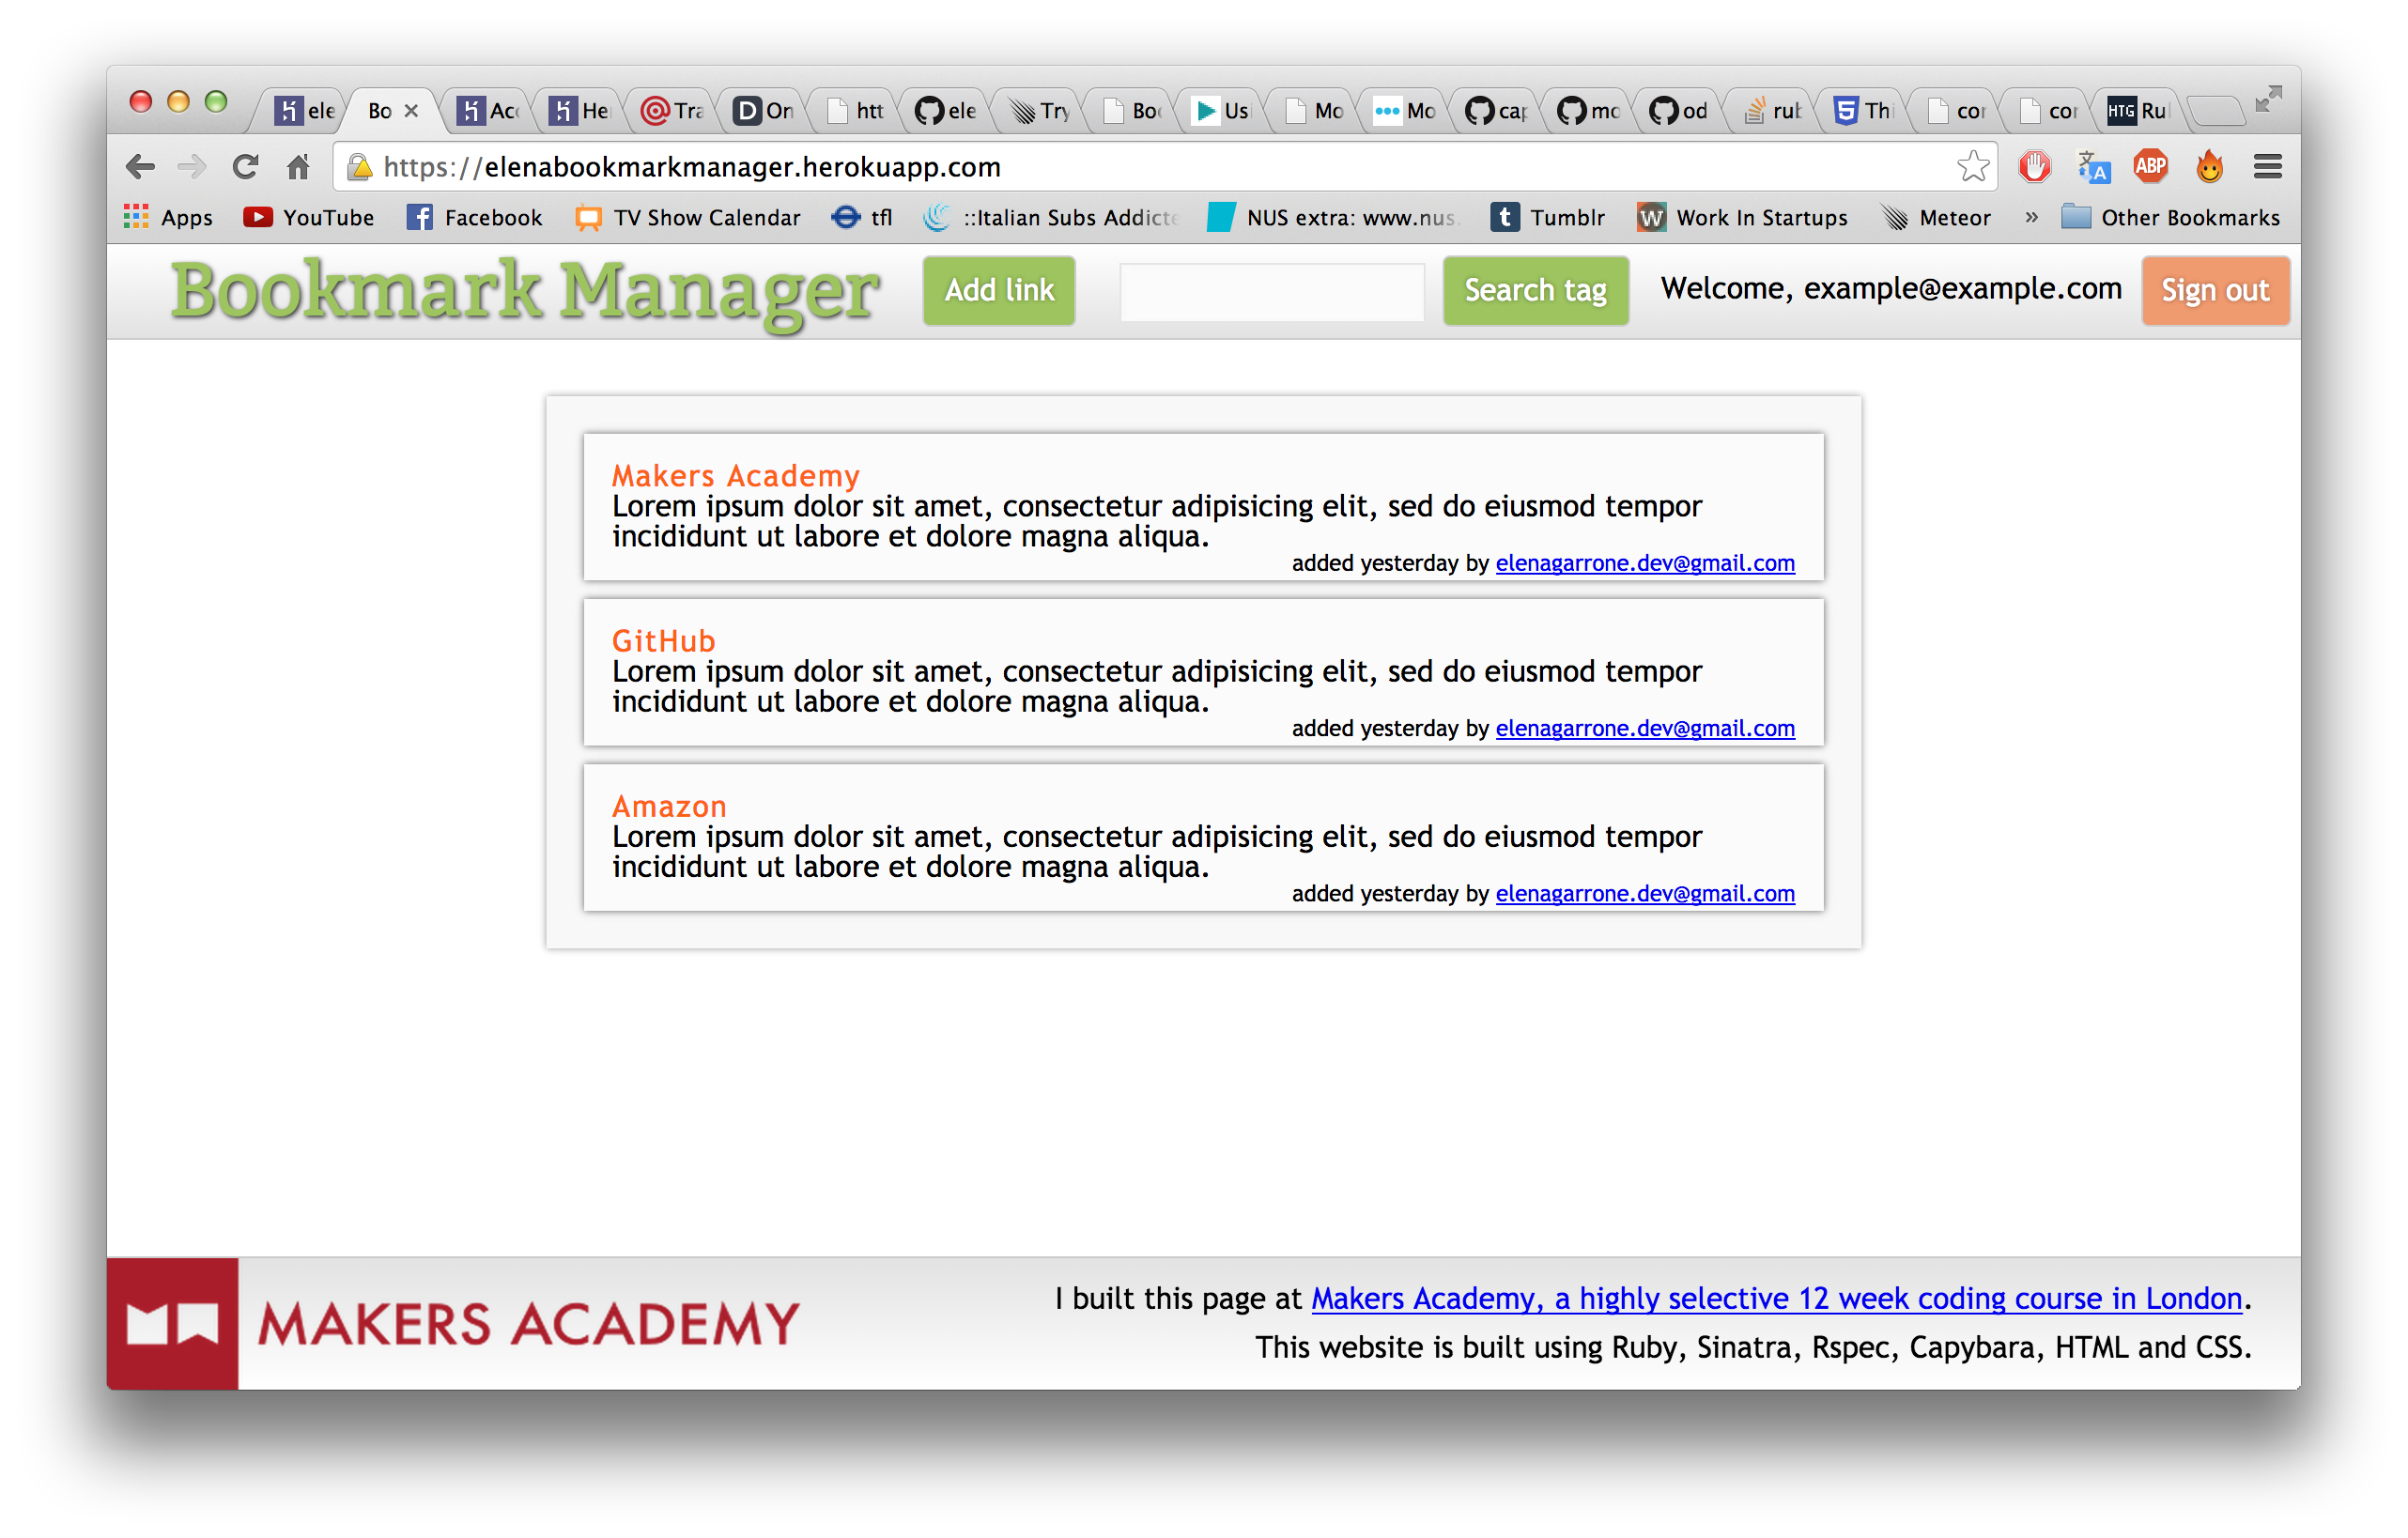 ele Bo Acc He Tra On htt ele Try Boo Usi Mo Mo cap mo od rub Thi cor cor HTG Rul
https://elenabookmarkmanager.herokuapp.com ABP
Apps YouTube Facebook TV Show Calendar tfl ::Italian Subs Addicte NUS extra: www.nus. Tumblr Work In Startups Meteor » Other Bookmarks
Bookmark Manager Add link Search tag Welcome, example@example.com Sign out
Makers Academy
Lorem ipsum dolor sit amet, consectetur adipisicing elit, sed do eiusmod tempor
incididunt ut labore et dolore magna aliqua.
added yesterday by elenagarrone.dev@gmail.com
GitHub
Lorem ipsum dolor sit amet, consectetur adipisicing elit, sed do eiusmod tempor
incididunt ut labore et dolore magna aliqua.
added yesterday by elenagarrone.dev@gmail.com
Amazon
Lorem ipsum dolor sit amet, consectetur adipisicing elit, sed do eiusmod tempor
incididunt ut labore et dolore magna aliqua.
added yesterday by elenagarrone.dev@gmail.com
MAKERS ACADEMY
I built this page at Makers Academy, a highly selective 12 week coding course in London.
This website is built using Ruby, Sinatra, Rspec, Capybara, HTML and CSS.